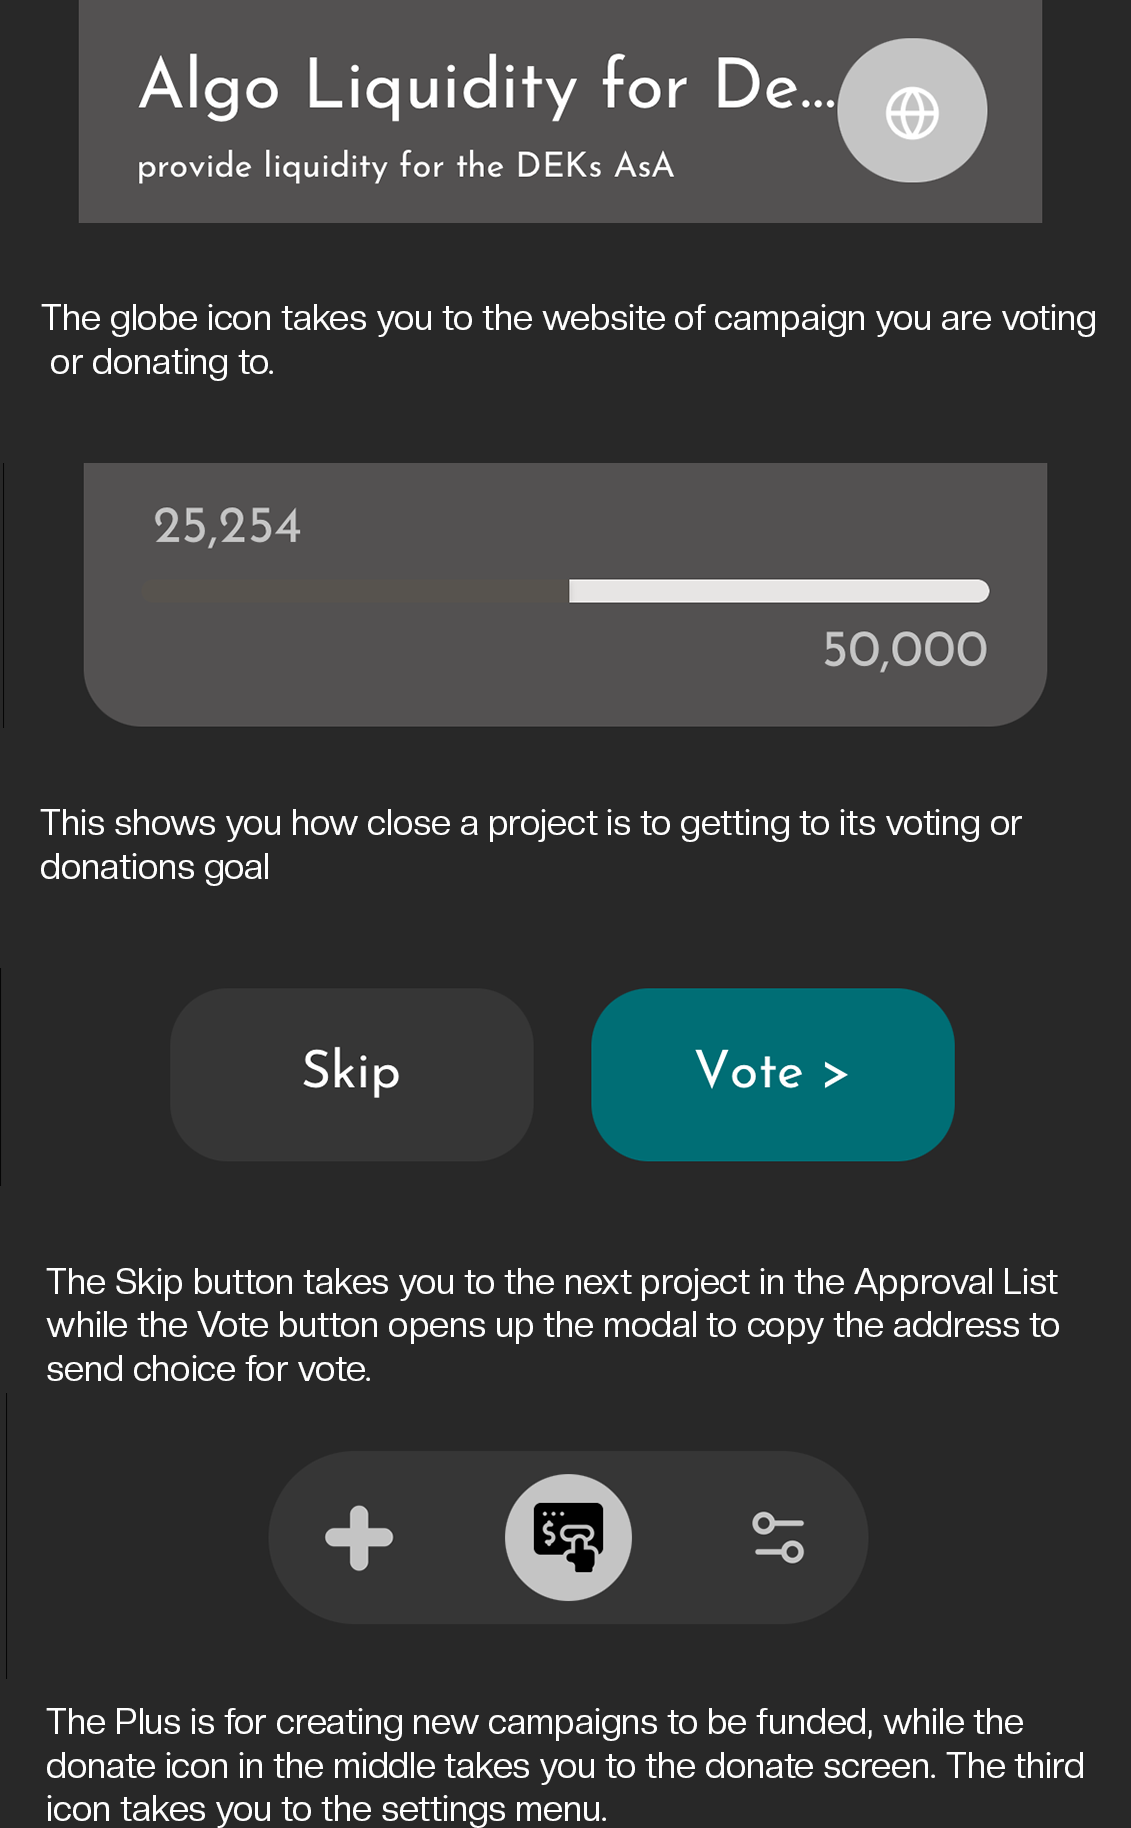 Algo Liquidity for De...
provide liquidity for the DEKs AsA
The globe icon takes you to the website of campaign you are voting
or donating to.
25,254
50,000
This shows you how close a project is to getting to its voting or
donations goal
Skip
Vote >
The Skip button takes you to the next project in the Approval List
while the Vote button opens up the modal to copy the address to
send choice for vote.
$
The Plus is for creating new campaigns to be funded, while the
donate icon in the middle takes you to the donate screen. The third
icon takes you to the settings menu.